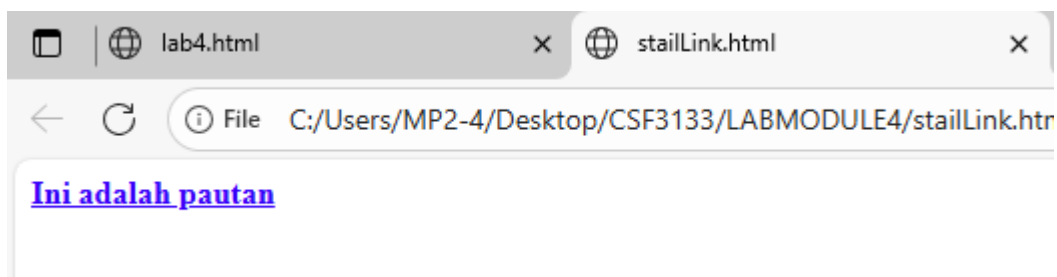 lab4.html
stailLink.html
File C:/Users/MP2-4/Desktop/CSF3133/LABMODULE4/stailLink.htm
Ini adalah pautan